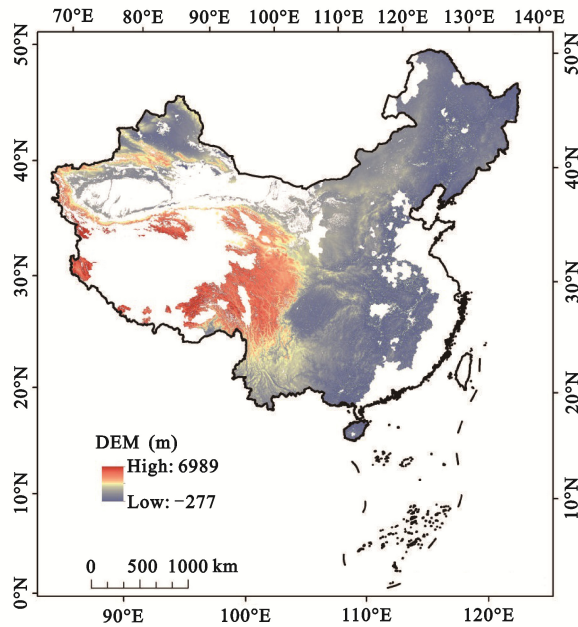 70°E 80°E 90°E 100°E 110°E 120°E 130°E 140°E
50°N 50°N
40°N 40°N
30°N 30°N
20°N 20°N
DEM (m)
High: 6989
Low: −277
10°N 10°N
0 500 1000 km
0°N
90°E 100°E 110°E 120°E